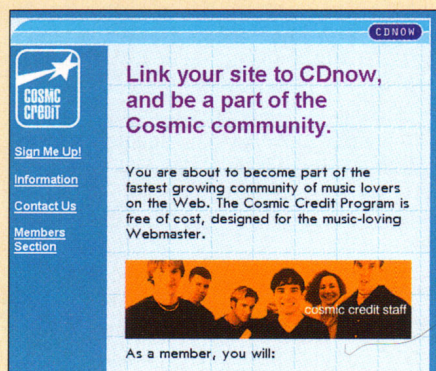 CDNOW
COSMC
CREDIT
Sign Me Up!
Information
Contact Us
Members
Section
Link your site to CDnow,
and be a part of the
Cosmic community.
You are about to become part of the
fastest growing community of music lovers
on the Web. The Cosmic Credit Program is
free of cost, designed for the music-loving
Webmaster.
cosmic credit staff
As a member, you will: